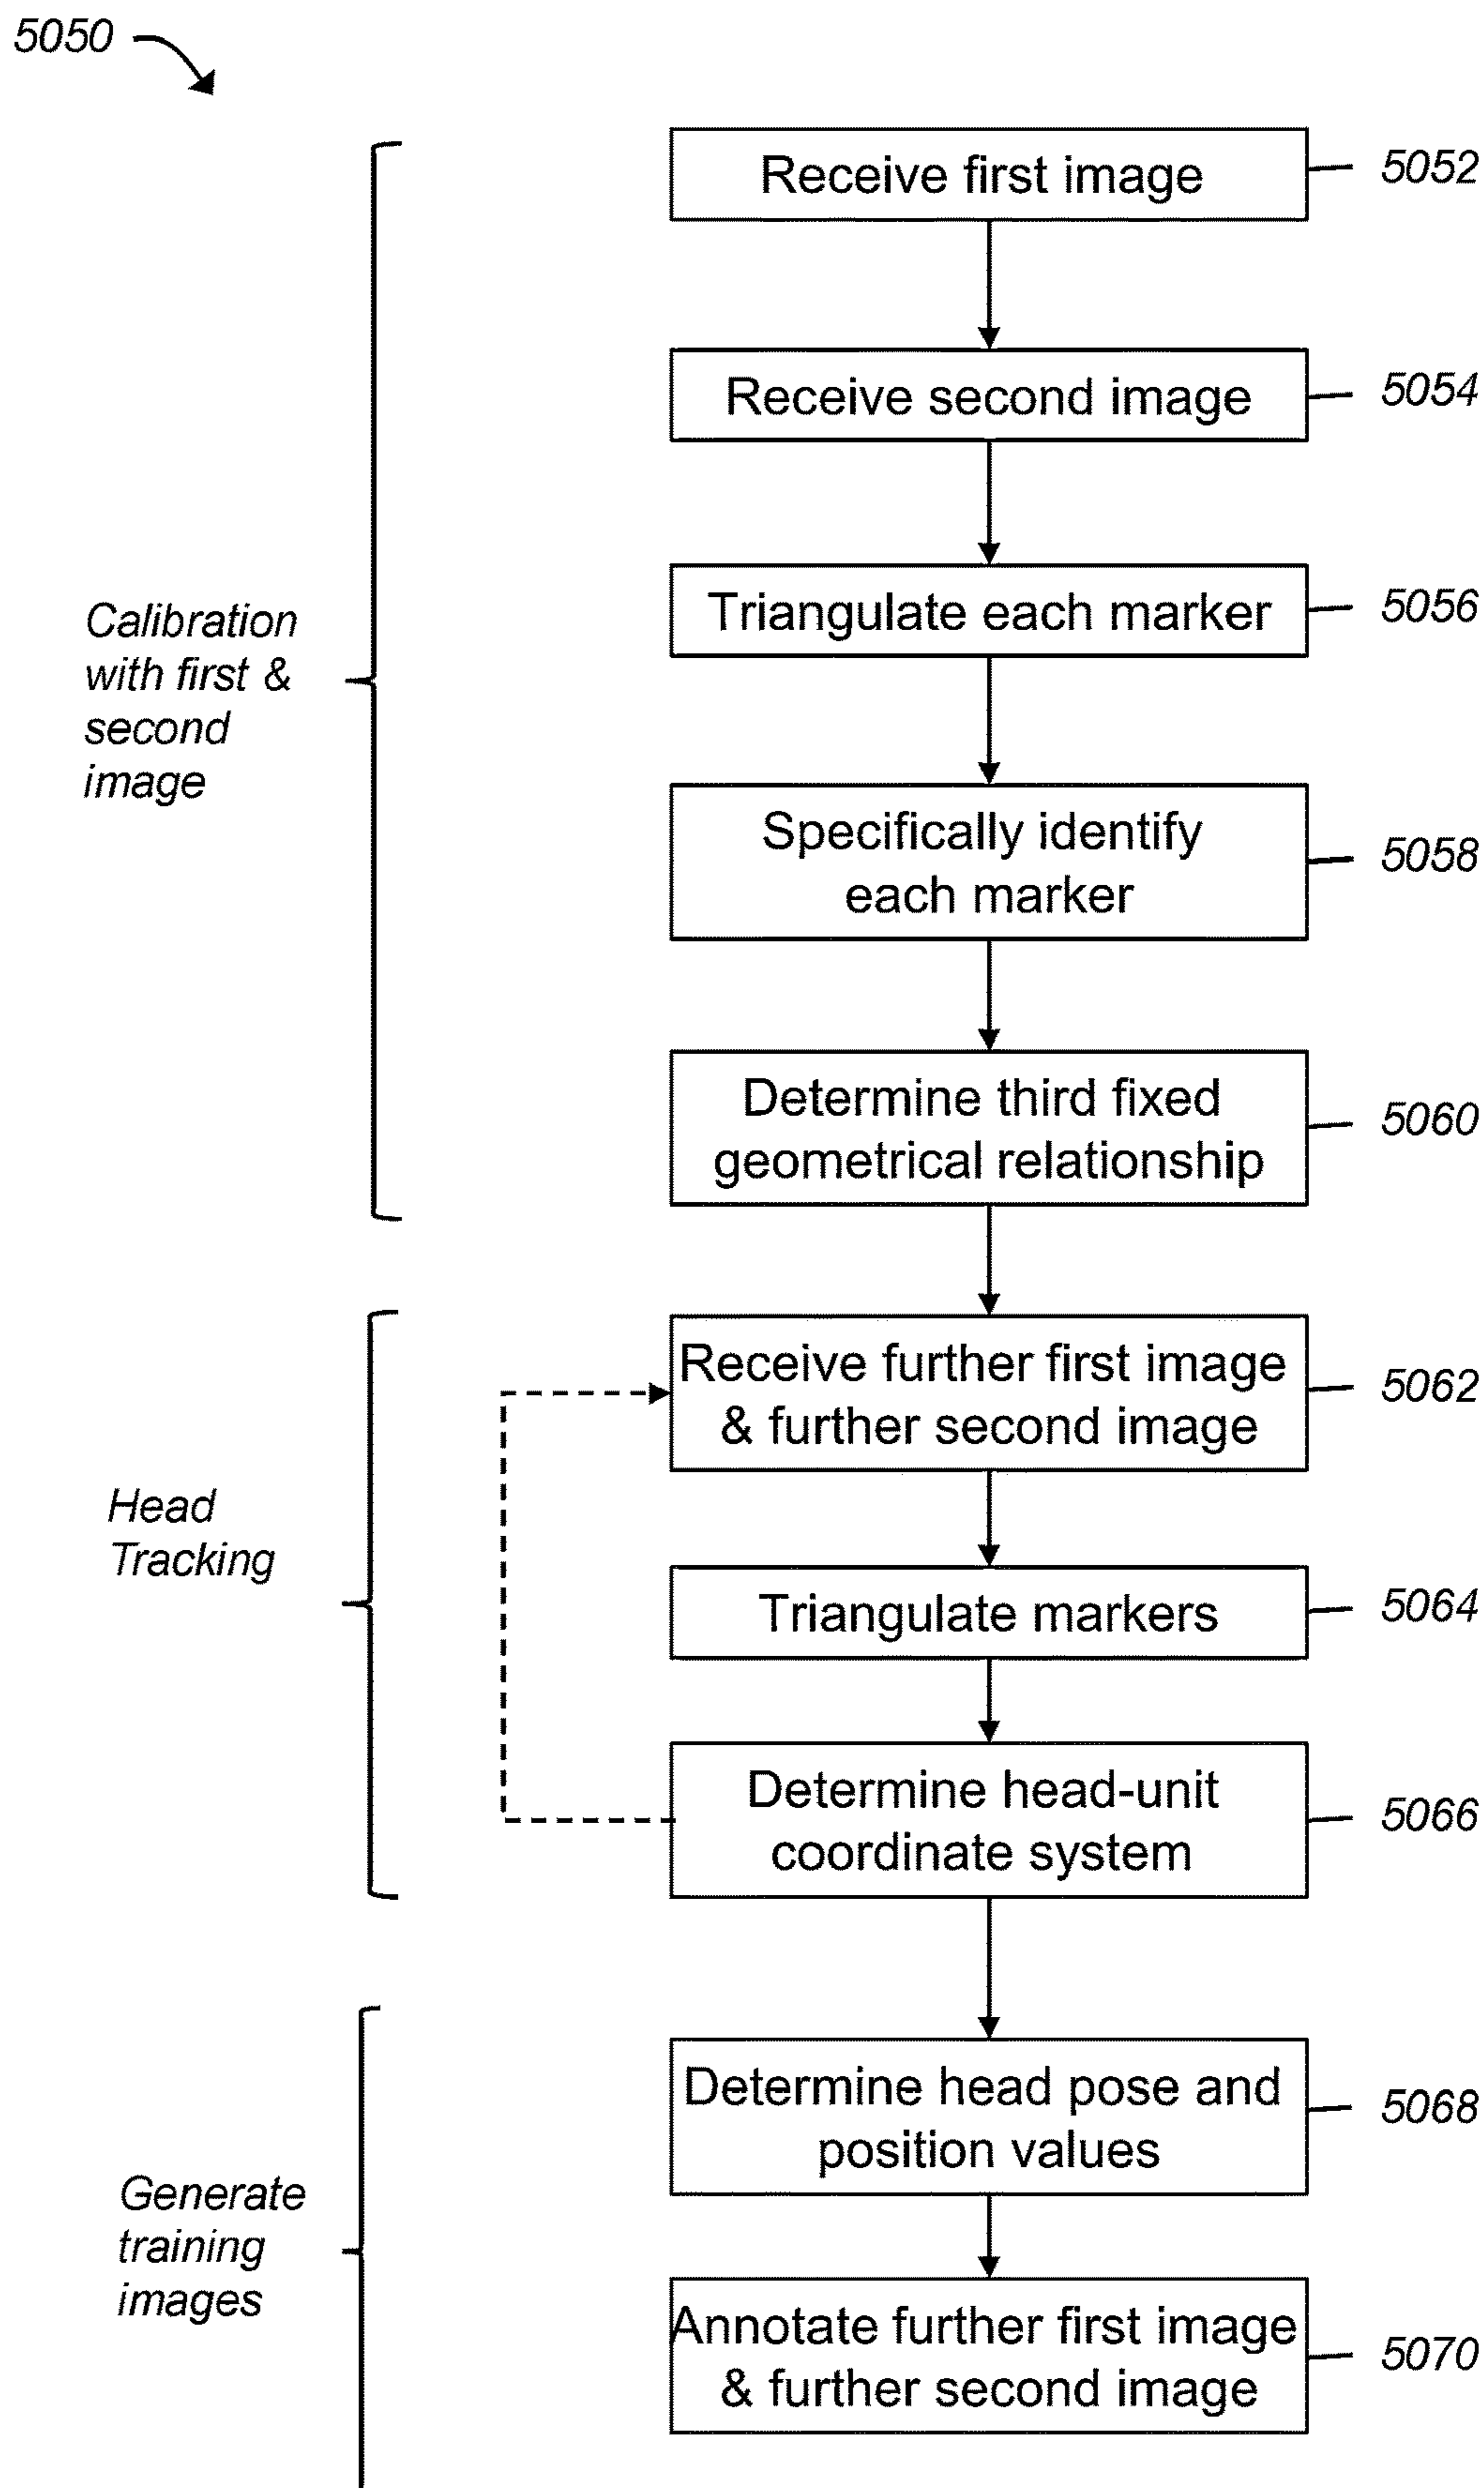 5050
Receive first image
5052
Receive second image
5054
Triangulate each marker
5056
Calibration
with first &
second
image
Specifically identify
each marker
5058
Determine third fixed
geometrical relationship
5060
Receive further first image
& further second image
5062
Head
Tracking
Triangulate markers
5064
Determine head-unit
coordinate system
5066
Determine head pose and
position values
5068
Generate
training
images
Annotate further first image
& further second image
5070